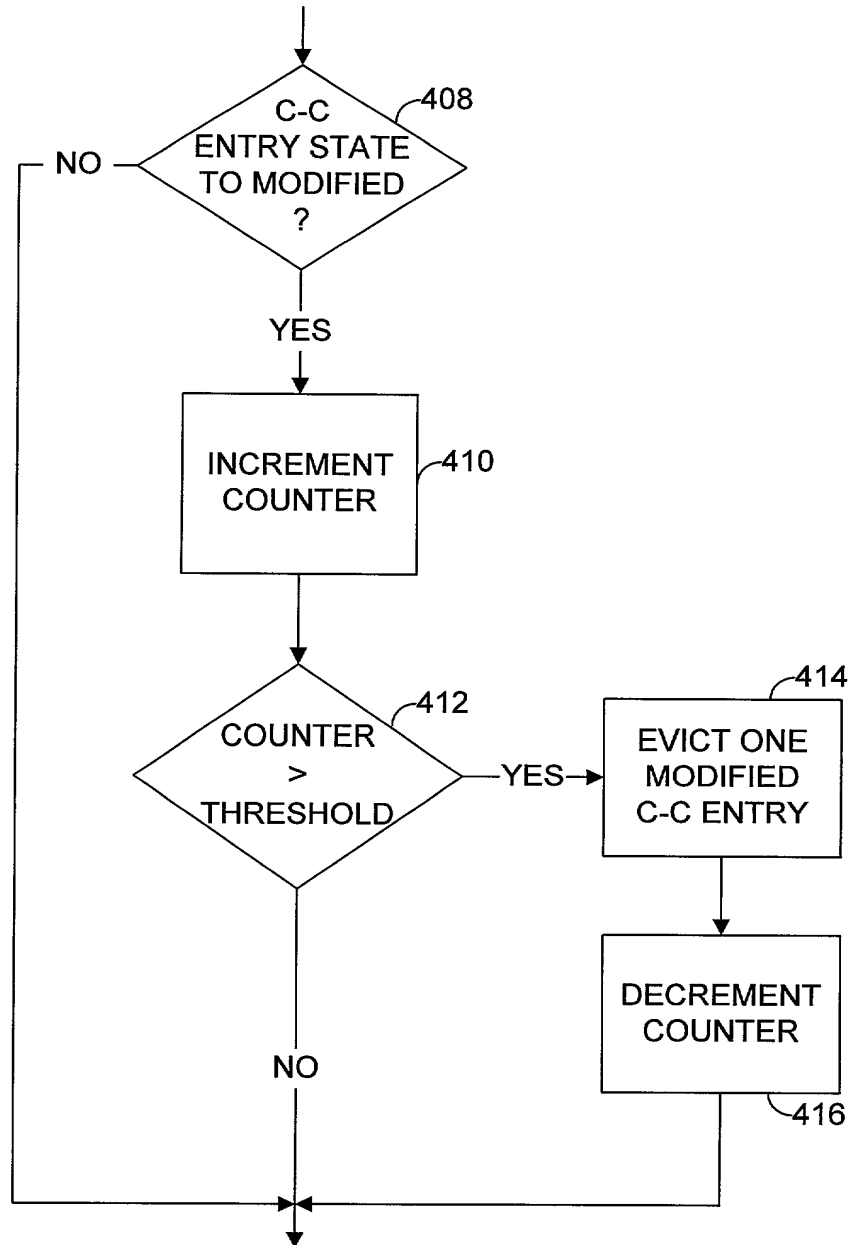 C-C
ENTRY STATE
TO MODIFIED
?
408
NO
YES
INCREMENT
COUNTER
410
COUNTER
>
THRESHOLD
412
YES
EVICT ONE
MODIFIED
C-C ENTRY
414
DECREMENT
COUNTER
416
NO